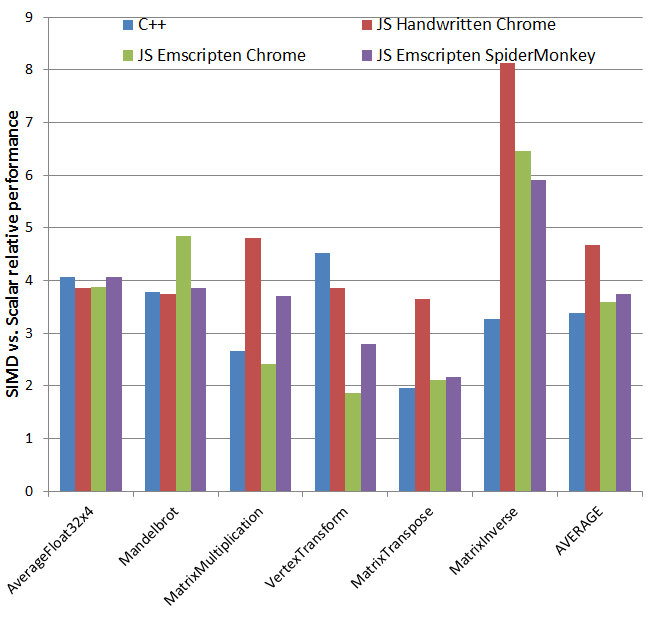 C++
JS Handwritten Chrome
JS Emscripten Chrome
JS Emscripten SpiderMonkey
SIMD vs. Scalar relative performance
9
8
7
6
5
4
3
2
1
0
AverageFloat32x4
Mandelbrot
MatrixMultiplication
VertexTransform
MatrixTranspose
MatrixInverse
AVERAGE